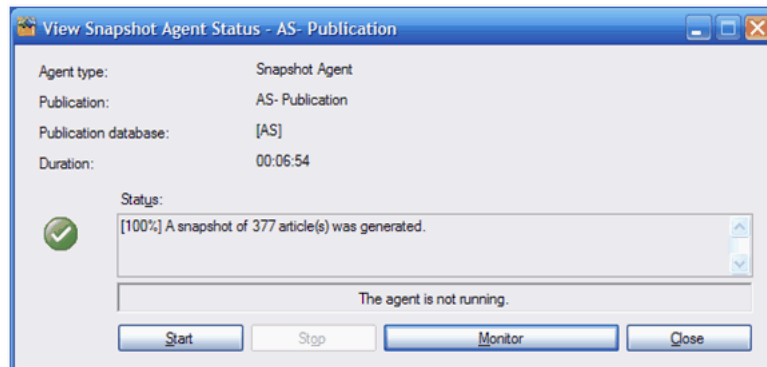 View Snapshot Agent Status - AS- Publication
Agent type: Snapshot Agent
Publication: AS- Publication
Publication database: [AS]
Duration: 00:06:54
Status:
[100%] A snapshot of 377 article(s) was generated.
The agent is not running.
Start Stop Monitor Close